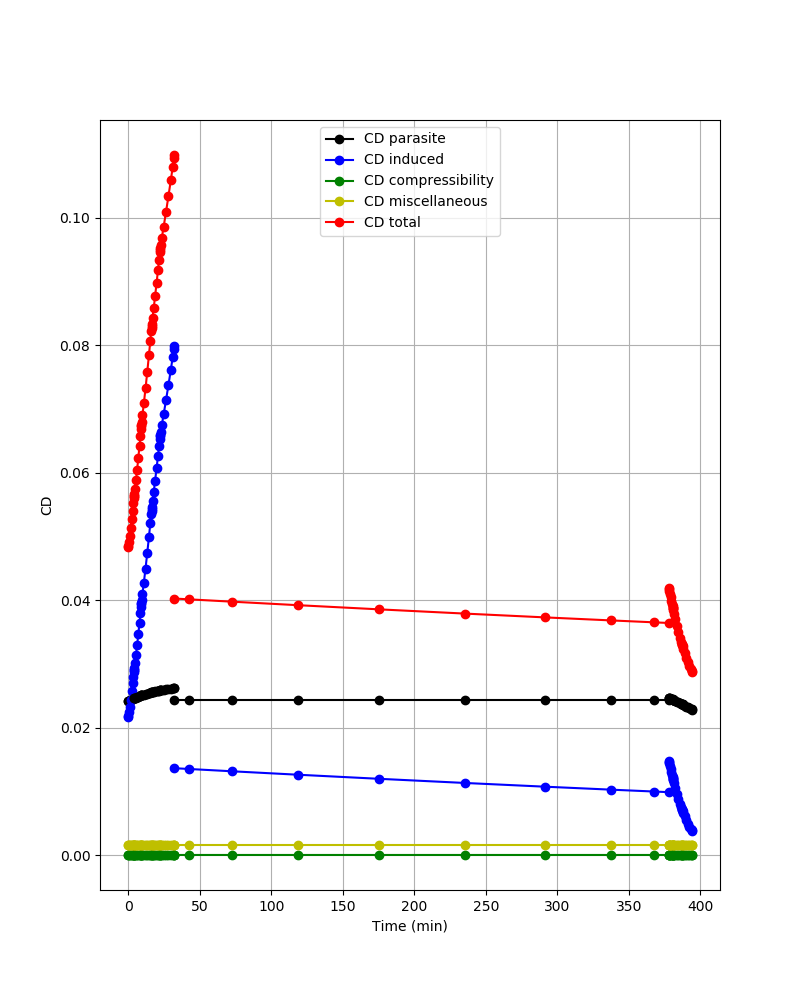 CD parasite
CD induced
CD compressibility
CD miscellaneous
CD total
0.10
0.08
0.06
0.04
0.02
0.00
CD
0 50 100 150 200 250 300 350 400
Time (min)